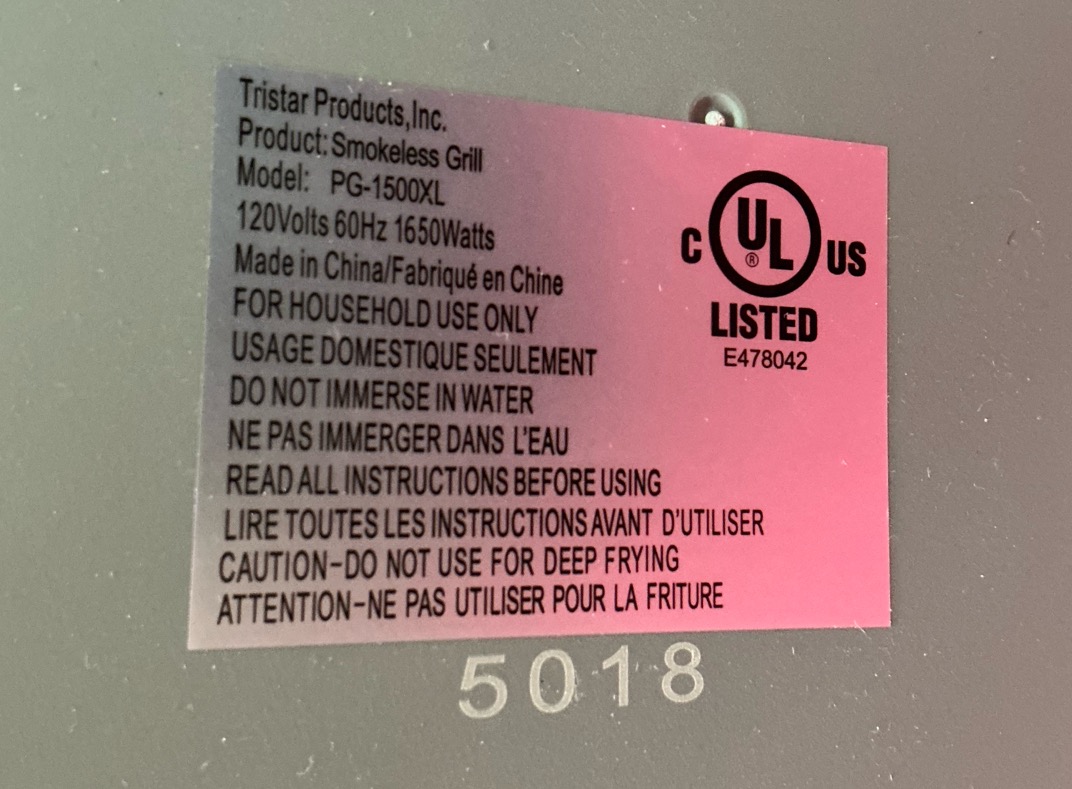 Tristar Products,Inc.
Product: Smokeless Grill
Model: PG-1500XL
120Volts 60Hz 1650Watts
Made in China/Fabriqué en Chine
FOR HOUSEHOLD USE ONLY
USAGE DOMESTIQUE SEULEMENT
DO NOT IMMERSE IN WATER
NE PAS IMMERGER DANS L'EAU
READ ALL INSTRUCTIONS BEFORE USING
LIRE TOUTES LES INSTRUCTIONS AVANT D'UTILISER
CAUTION-DO NOT USE FOR DEEP FRYING
ATTENTION-NE PAS UTILISER POUR LA FRITURE
C UL® US
LISTED
E478042
5018